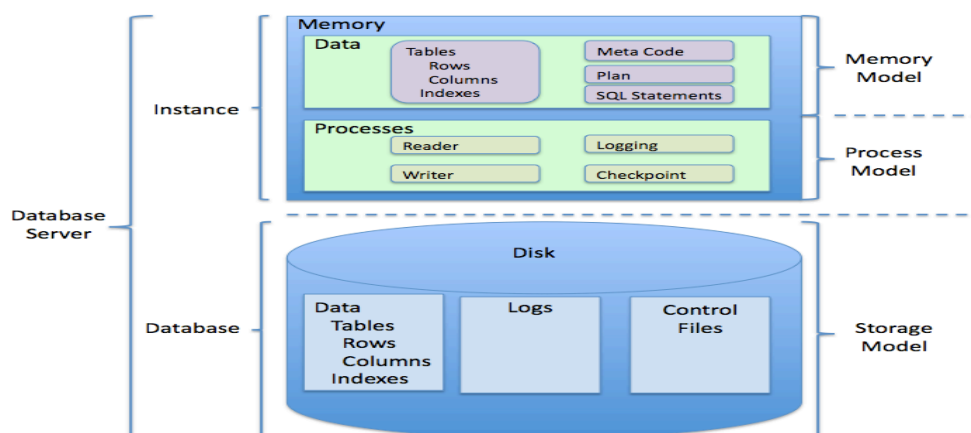 Memory
Data
Tables
Rows
Columns
Indexes
Meta Code
Plan
SQL Statements
Memory
Model
Instance
Processes
Reader
Writer
Logging
Checkpoint
Process
Model
Database
Server
Disk
Database
Data
Tables
Rows
Columns
Indexes
Logs
Control
Files
Storage
Model